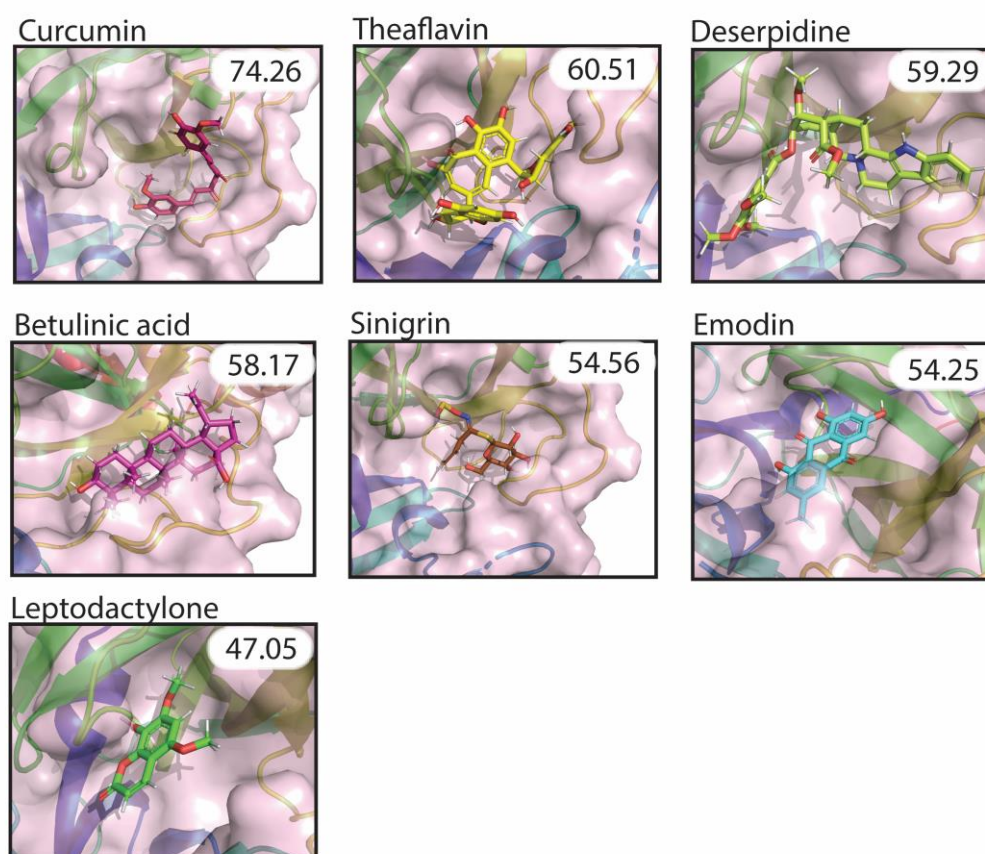 Curcumin
74.26
Theaflavin
60.51
Deserpidine
59.29
Betulinic acid
58.17
Sinigrin
54.56
Emodin
54.25
Leptodactylone
47.05